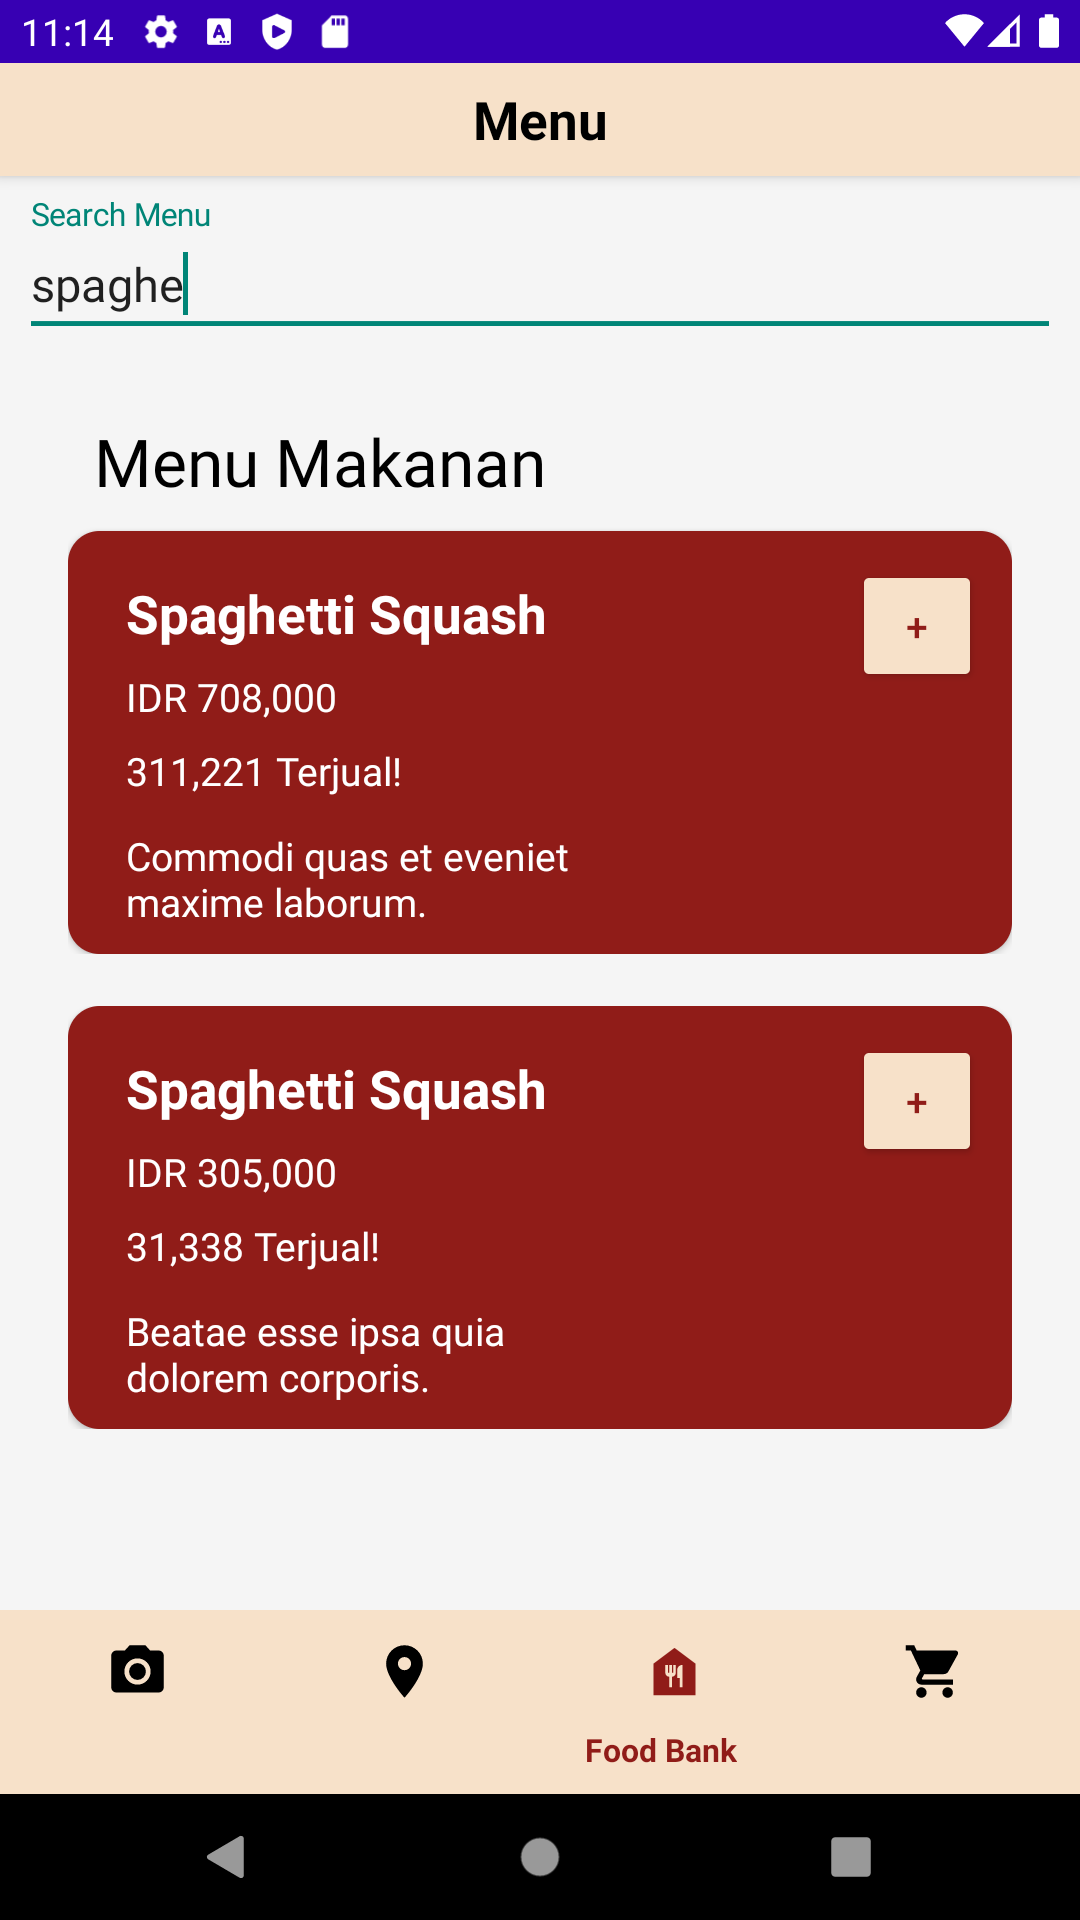 11:14
Menu
Search Menu
spaghe
Menu Makanan
Spaghetti Squash
+
IDR 708,000
311,221 Terjual!
Commodi quas et eveniet
maxime laborum.
Spaghetti Squash
+
IDR 305,000
31,338 Terjual!
Beatae esse ipsa quia
dolorem corporis.
Food Bank